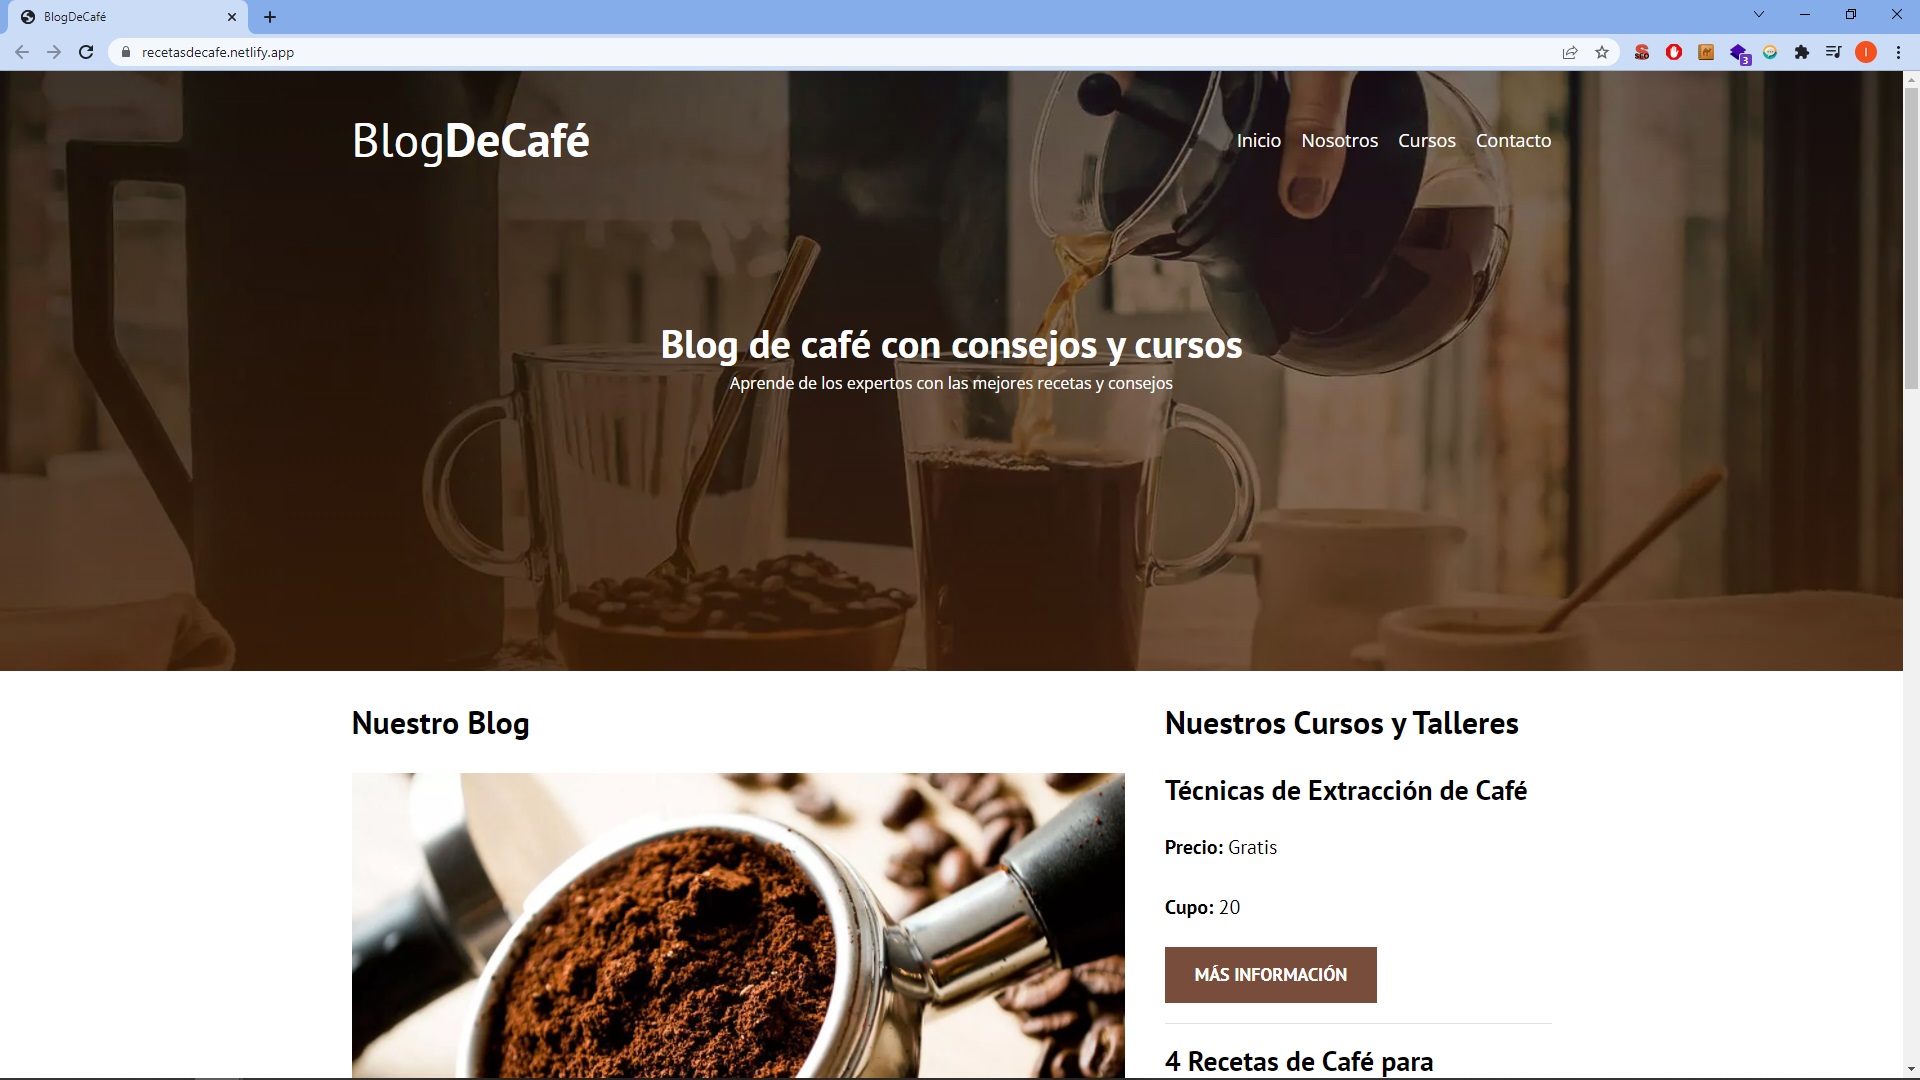 BlogDeCafé
recetasdecafe.netlify.app
SEO
3
I
BlogDeCafé
Inicio Nosotros Cursos Contacto
Blog de café con consejos y cursos
Aprende de los expertos con las mejores recetas y consejos
Nuestro Blog
Nuestros Cursos y Talleres
Técnicas de Extracción de Café
Precio: Gratis
Cupo: 20
MÁS INFORMACIÓN
4 Recetas de Café para